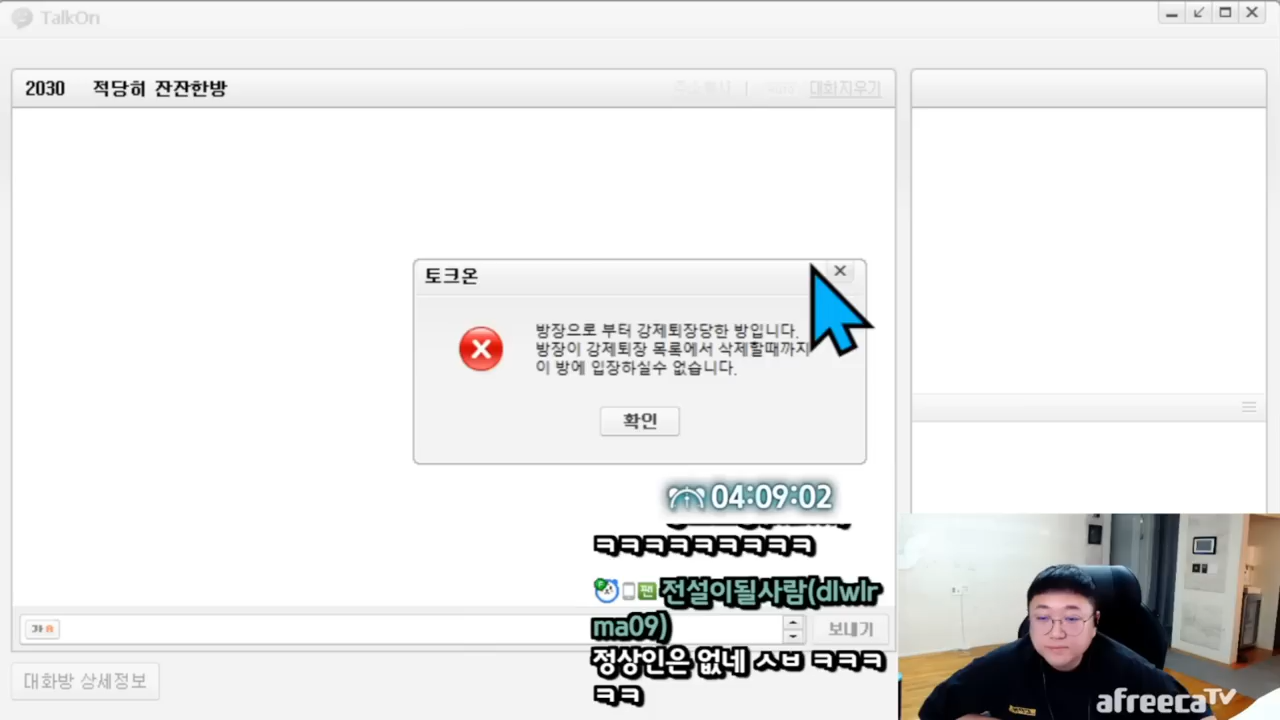 TalkOn
2030 적당히 잔잔한방
대화지우기
토크온
방장으로 부터 강제퇴장당한 방입니다.
방장이 강제퇴장 목록에서 삭제할때까지
이 방에 입장하실수 없습니다.
확인
04:09:02
ㅋㅋㅋㅋㅋㅋㅋㅋㅋ
팬 전설이될사람(dlwlr
ma09)
정상인은 없네 ㅅㅂ ㅋㅋㅋ
ㅋㅋ
가
보내기
대화방 상세정보
afreecaTV